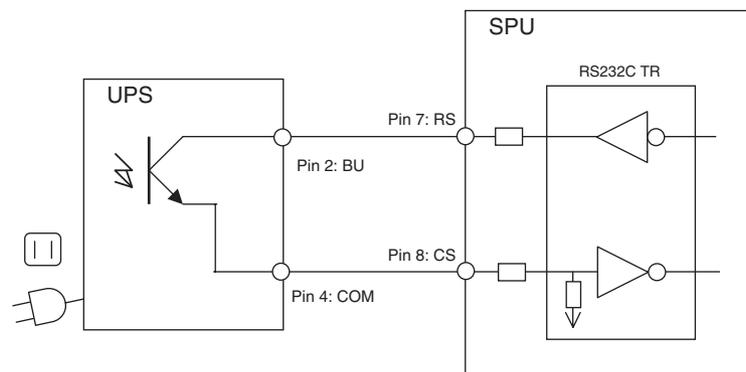 SPU
RS232C TR
UPS
Pin 7: RS
Pin 2: BU
Pin 8: CS
Pin 4: COM